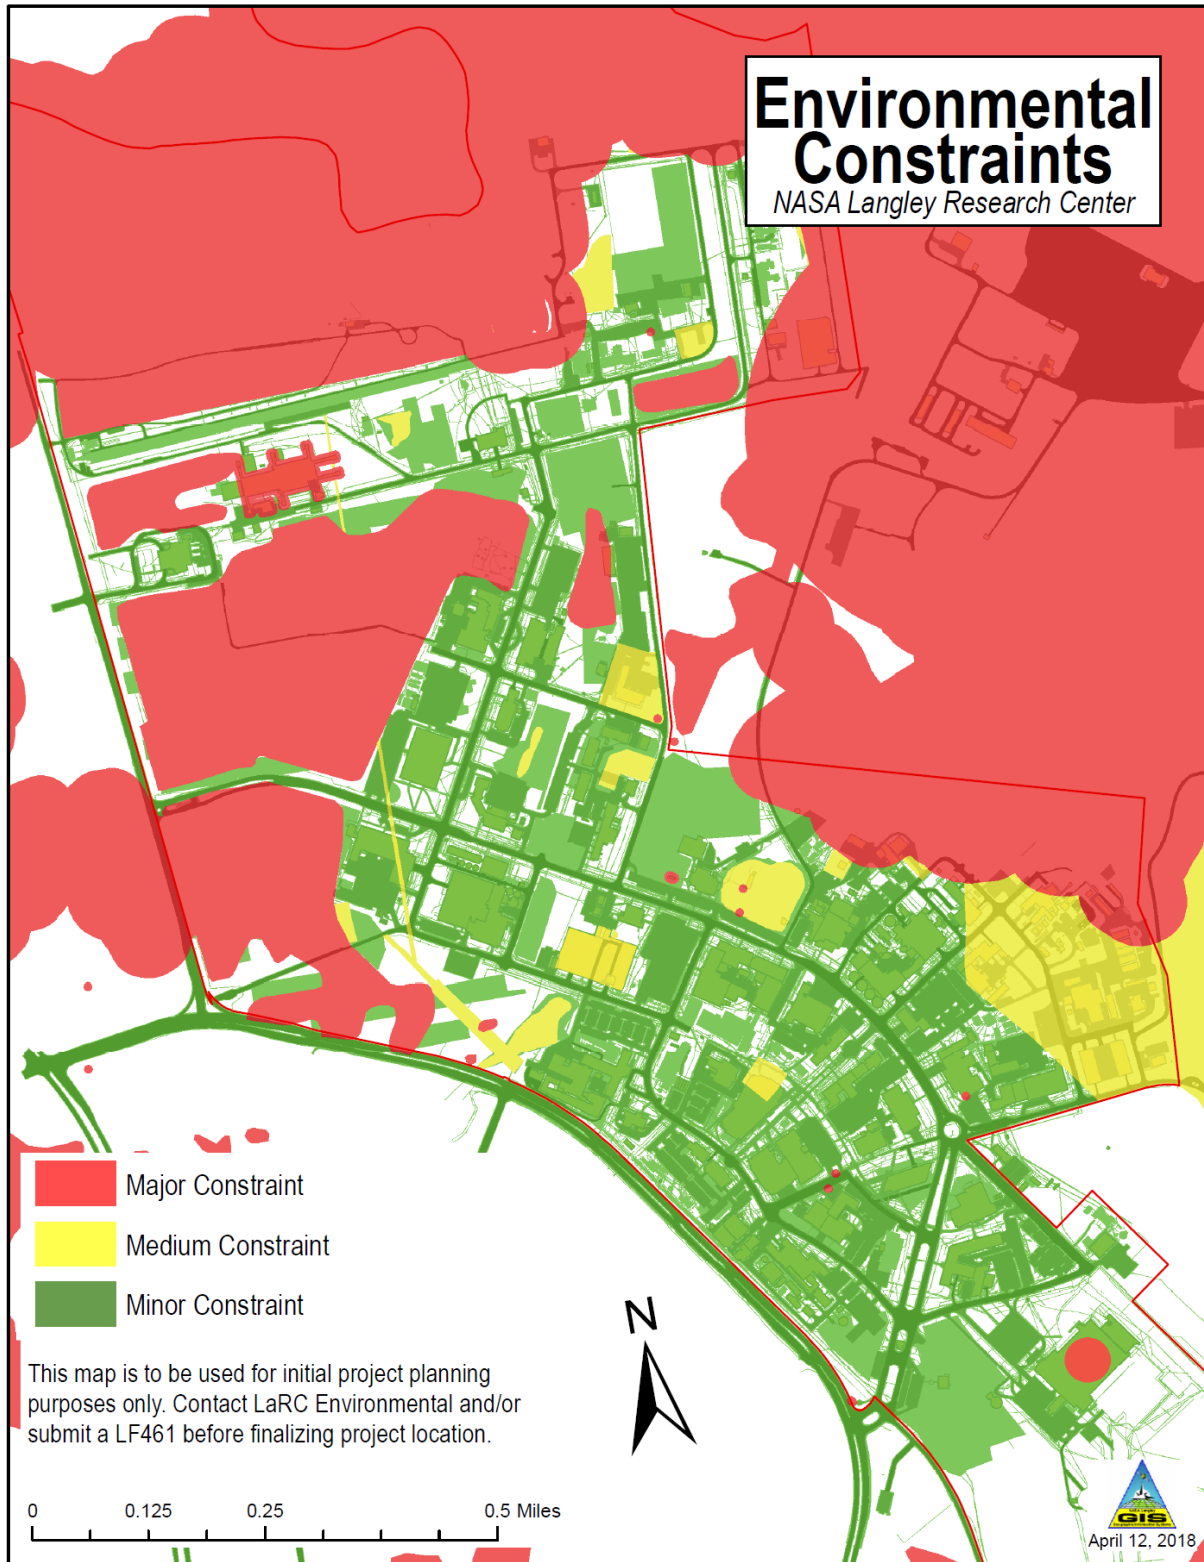 Environmental
Constraints
NASA Langley Research Center
Major Constraint
Medium Constraint
Minor Constraint
This map is to be used for initial project planning
purposes only. Contact LaRC Environmental and/or
submit a LF461 before finalizing project location.
N
0 0.125 0.25 0.5 Miles
GIS
April 12, 2018